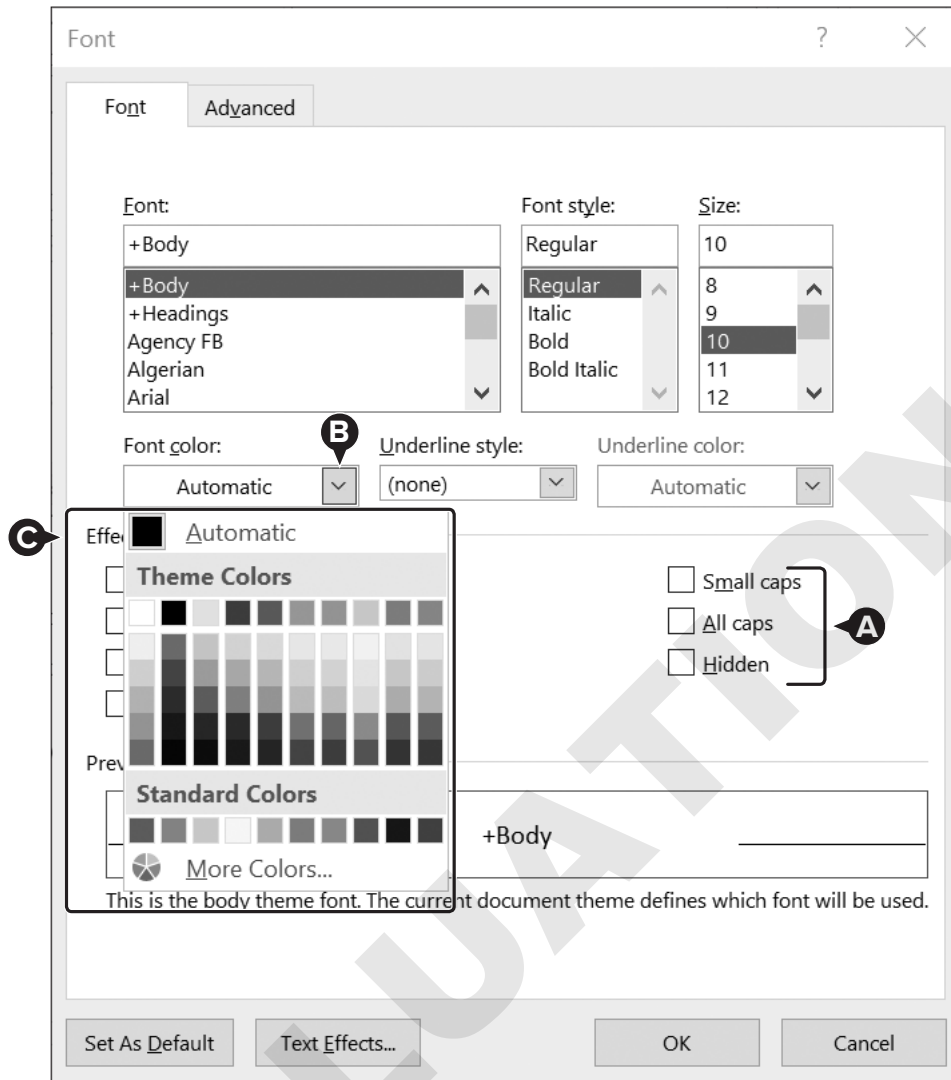 Font ?
Font Advanced
Font: Font style: Size:
+Body Regular 10
+Body Regular 8
+Headings Italic 9
Agency FB Bold 10
Algerian Bold Italic 11
Arial 12
B
Font color: Underline style: Underline color:
Automatic (none) Automatic
C
Effe
Automatic
Theme Colors
Small caps
All caps
A
Hidden
Prev
Standard Colors
+Body
More Colors...
This is the body theme font. The current document theme defines which font will be used.
Set As Default Text Effects... OK Cancel
LUATION